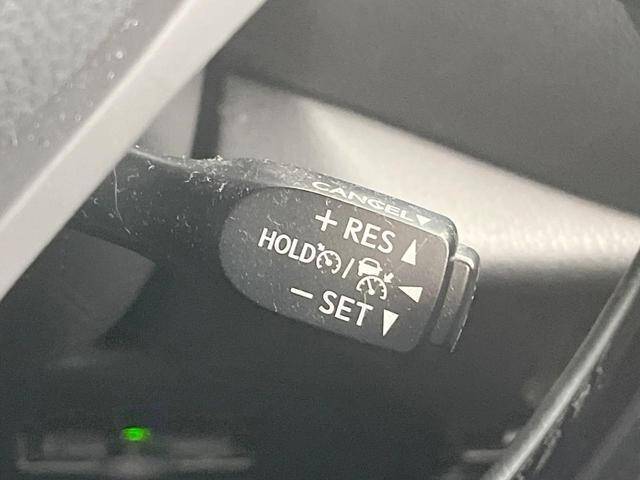 CANCEL▼
+ RES ▲
HOLD / ◀
− SET ▼